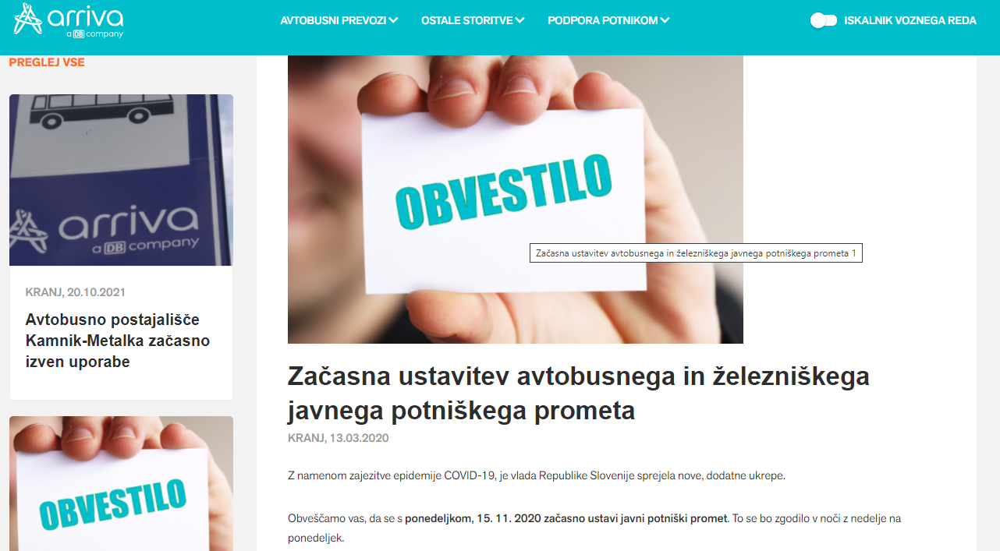 arriva
a DB company
AVTOBUSNI PREVOZI
OSTALE STORITVE
PODPORA POTNIKOM
ISKALNIK VOZNEGA REDA
PREGLEJ VSE
arriva
a DB company
KRANJ, 20.10.2021
Avtobusno postajališče
Kamnik-Metalka začasno
izven uporabe
OBVESTILO
OBVESTILO
Začasna ustavitev avtobusnega in železniškega javnega potniškega prometa 1
Začasna ustavitev avtobusnega in železniškega
javnega potniškega prometa
KRANJ, 13.03.2020
Z namenom zajezitve epidemije COVID-19, je vlada Republike Slovenije sprejela nove, dodatne ukrepe.
Obveščamo vas, da se s ponedeljkom, 15. 11. 2020 začasno ustavi javni potniški promet. To se bo zgodilo v noči z nedelje na
ponedeljek.